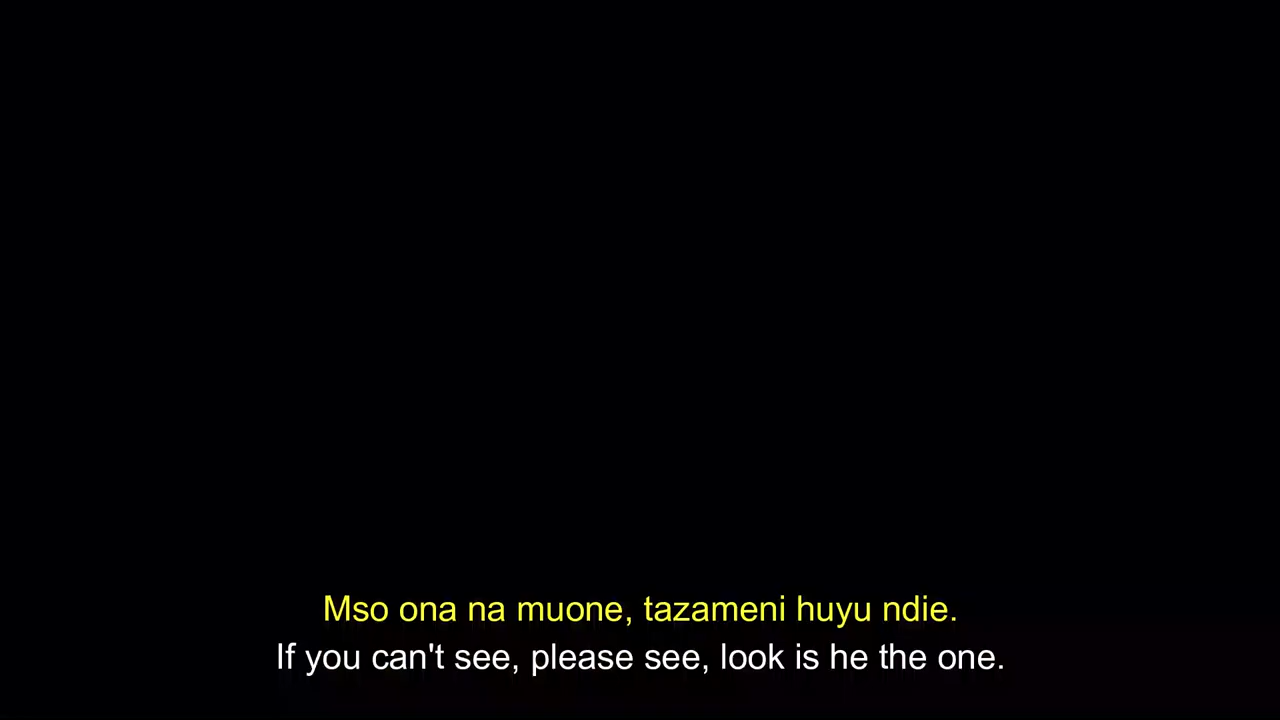 Mso ona na muone, tazameni huyu ndie.
If you can't see, please see, look is he the one.